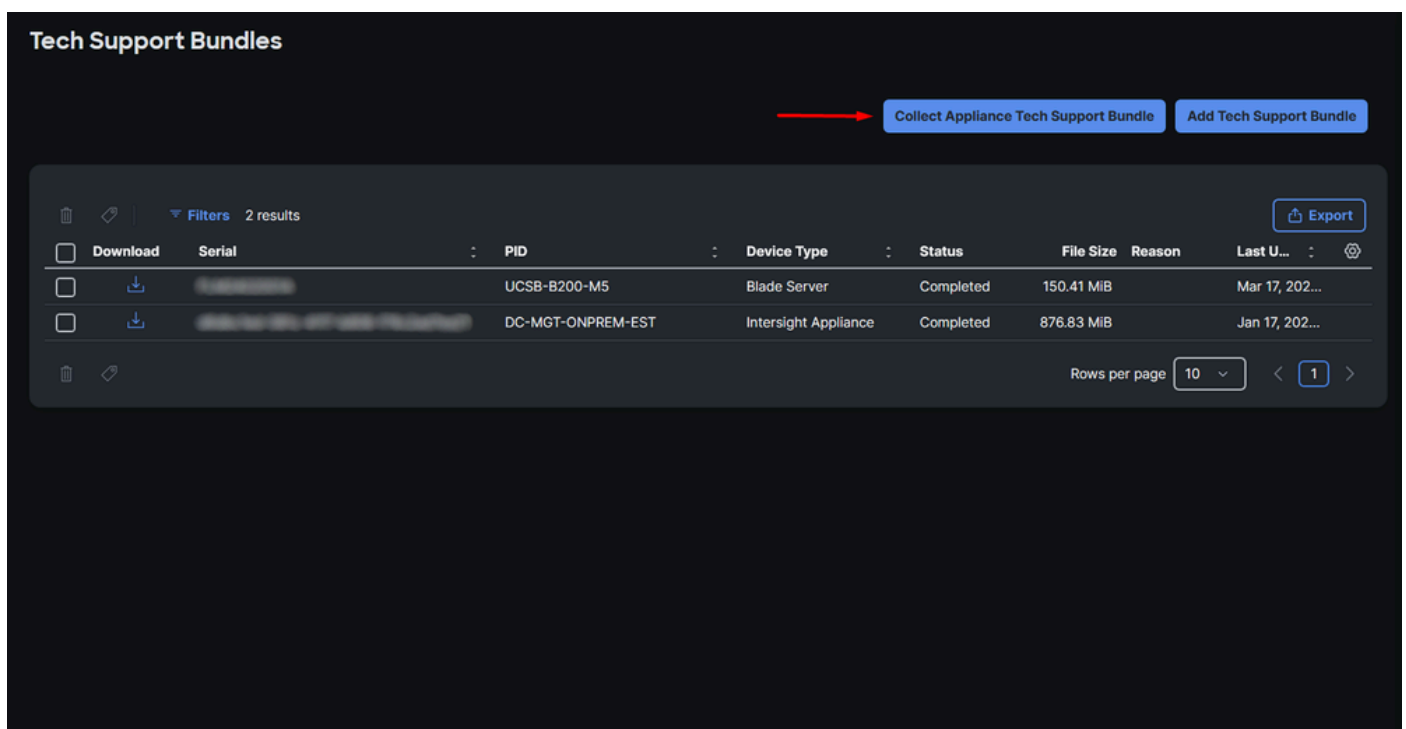 Tech Support Bundles
Collect Appliance Tech Support Bundle Add Tech Support Bundle
Filters 2 results Export
Download Serial PID Device Type Status File Size Reason Last U...
UCSB-B200-M5 Blade Server Completed 150.41 MiB Mar 17, 202...
DC-MGT-ONPREM-EST Intersight Appliance Completed 876.83 MiB Jan 17, 202...
Rows per page 10 1